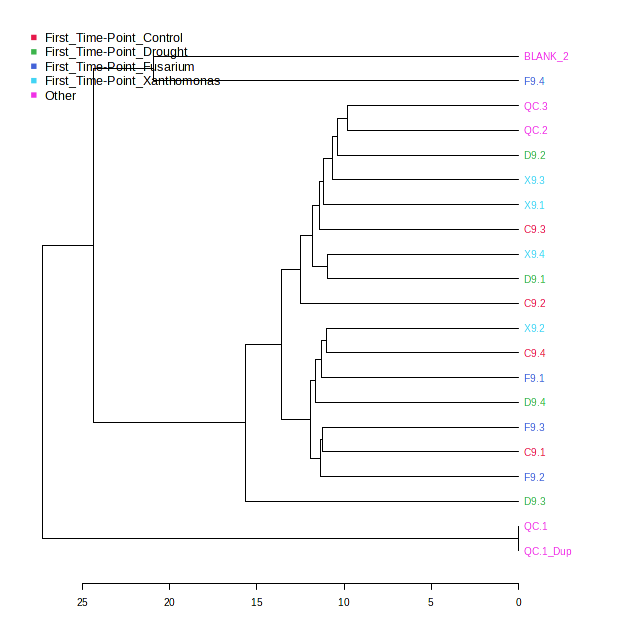 First_Time-Point_Control
First_Time-Point_Drought
First_Time-Point_Fusarium
First_Time-Point_Xanthomonas
Other
BLANK_2
F9.4
QC.3
QC.2
D9.2
X9.3
X9.1
C9.3
X9.4
D9.1
C9.2
X9.2
C9.4
F9.1
D9.4
F9.3
C9.1
F9.2
D9.3
QC.1
QC.1_Dup
25 20 15 10 5 0